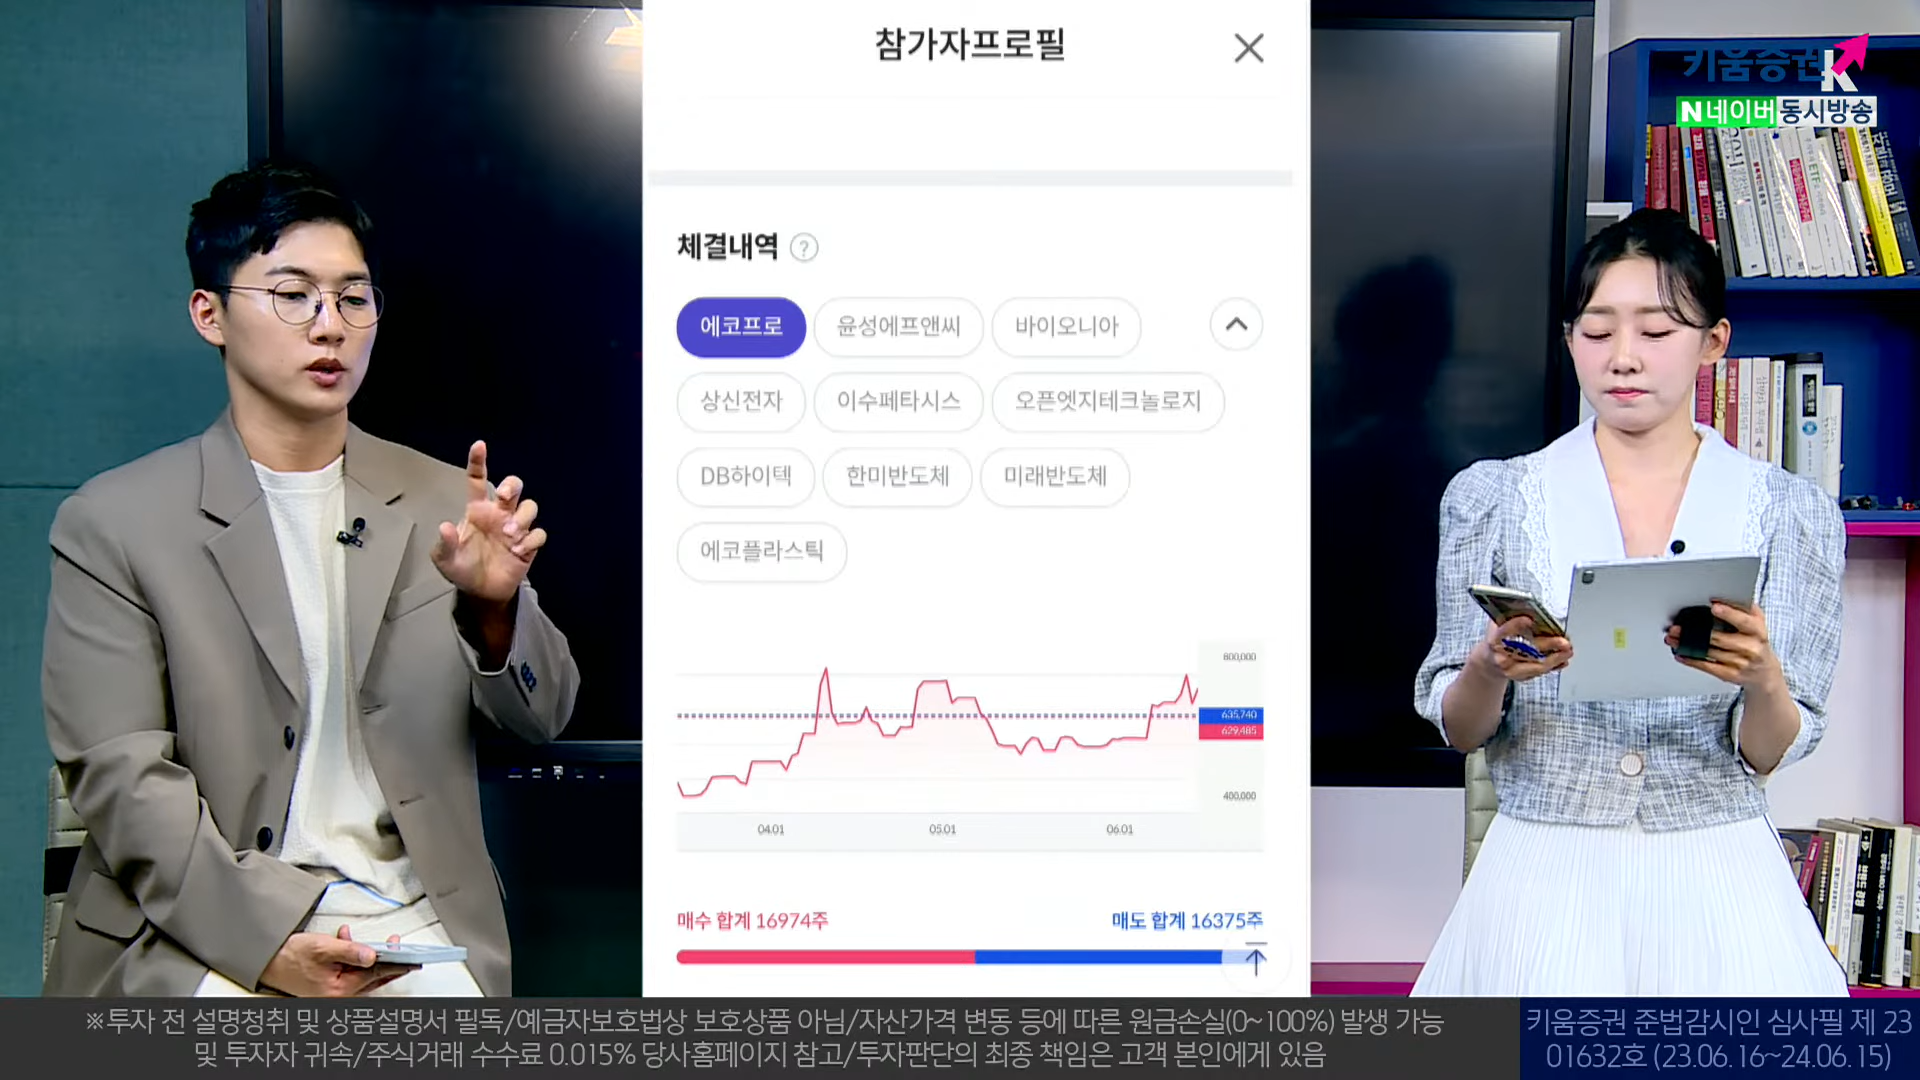 참가자프로필
키움증권
N네이버 동시방송
체결내역 ?
에코프로 윤성에프앤씨 바이오니아
상신전자 이수페타시스 오픈엣지테크놀로지
DB하이텍 한미반도체 미래반도체
에코플라스틱
800,000
635,740
629,485
400,000
04.01 05.01 06.01
매수 합계 16974주 매도 합계 16375주
※투자 전 설명청취 및 상품설명서 필독/예금자보호법상 보호상품 아님/자산가격 변동 등에 따른 원금손실(0~100%) 발생 가능
및 투자자 귀속/주식거래 수수료 0.015% 당사홈페이지 참고/투자판단의 최종 책임은 고객 본인에게 있음
키움증권 준법감시인 심사필 제 23
01632호 (23.06.16~24.06.15)